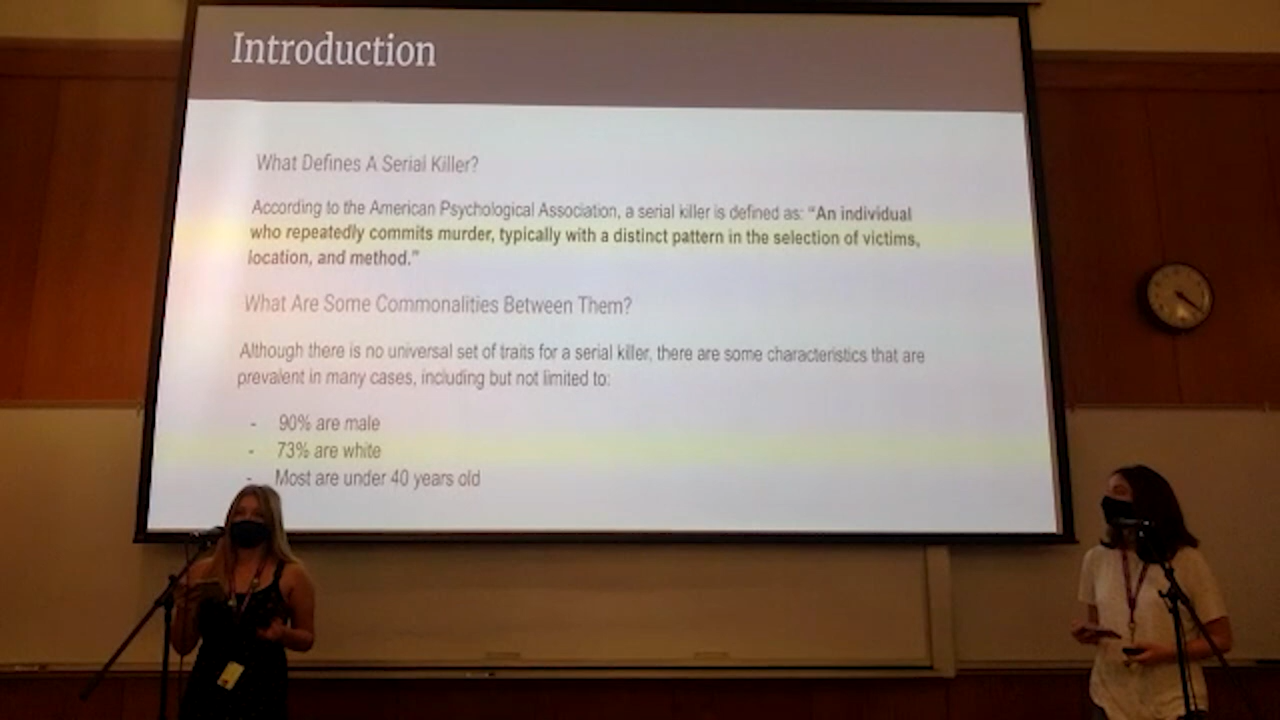 Introduction
What Defines A Serial Killer?
According to the American Psychological Association, a serial killer is defined as: “An individual
who repeatedly commits murder, typically with a distinct pattern in the selection of victims,
location, and method.”
What Are Some Commonalities Between Them?
Although there is no universal set of traits for a serial killer, there are some characteristics that are
prevalent in many cases, including but not limited to:
- 90% are male
- 73% are white
- Most are under 40 years old